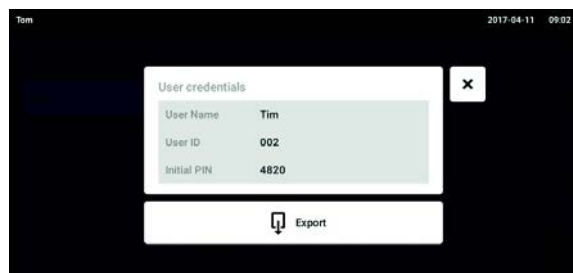 Tom 2017-04-11 09:02
User credentials
User Name Tim
User ID 002
Initial PIN 4820
Export